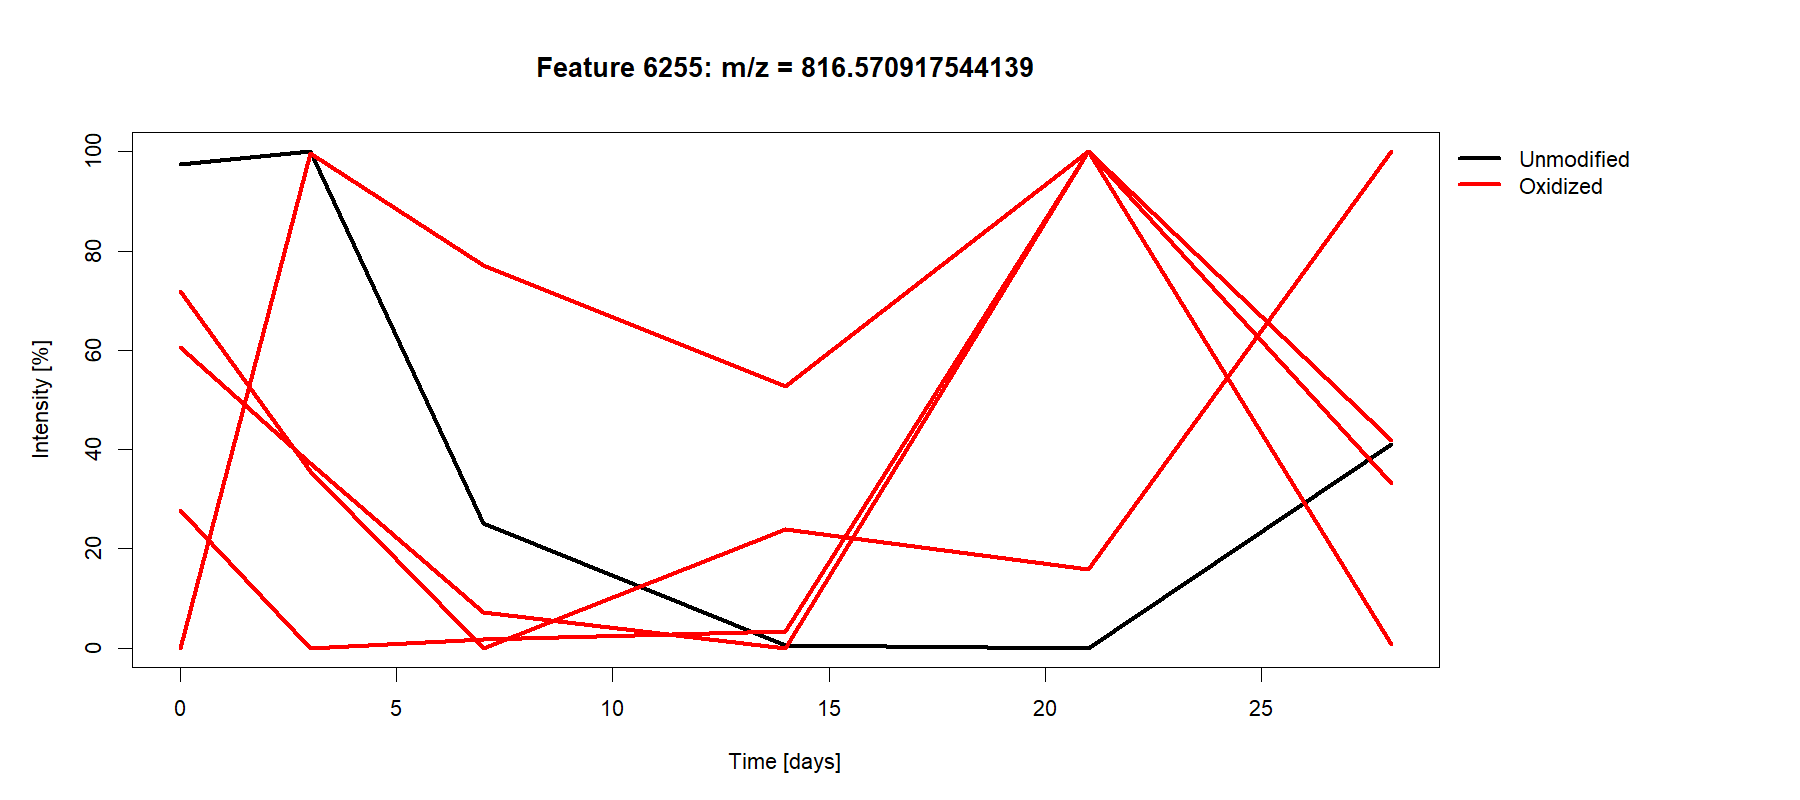 Feature 6255: m/z = 816.570917544139
Unmodified
Oxidized
Intensity [%]
100
80
60
40
20
0
0 5 10 15 20 25
Time [days]